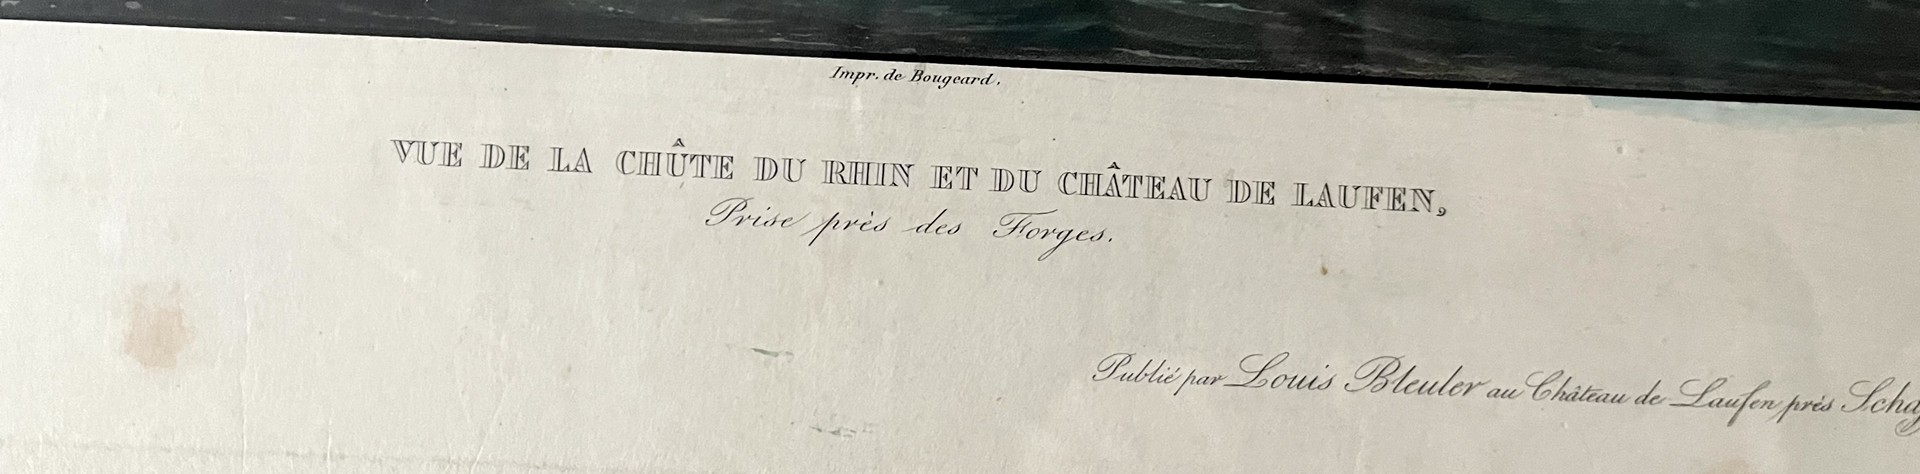 Impr. de Bougeard.
VUE DE LA CHÛTE DU RHIN ET DU CHÂTEAU DE LAUFEN,
Prise près des Forges.
Publié par Louis Bleuler au Château de Laufen près